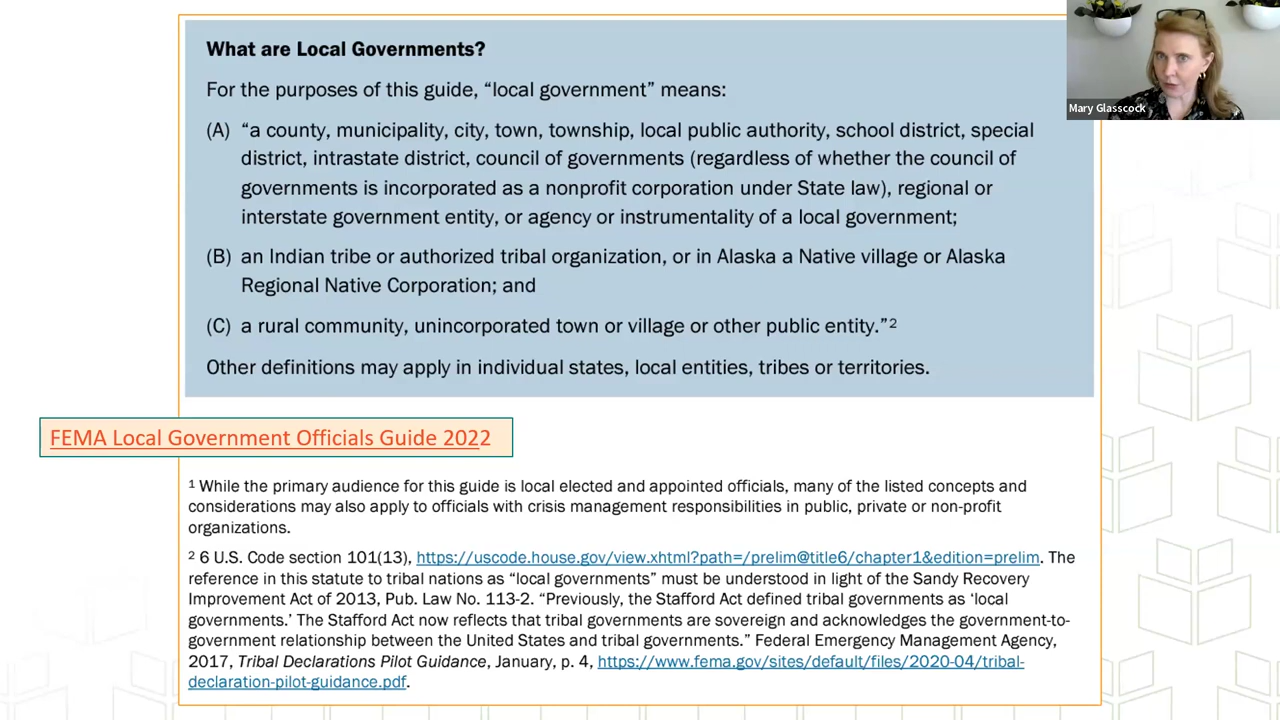 What are Local Governments?
For the purposes of this guide, “local government” means:
(A) “a county, municipality, city, town, township, local public authority, school district, special
district, intrastate district, council of governments (regardless of whether the council of
governments is incorporated as a nonprofit corporation under State law), regional or
interstate government entity, or agency or instrumentality of a local government;
(B) an Indian tribe or authorized tribal organization, or in Alaska a Native village or Alaska
Regional Native Corporation; and
(C) a rural community, unincorporated town or village or other public entity.”2
Other definitions may apply in individual states, local entities, tribes or territories.
FEMA Local Government Officials Guide 2022
1 While the primary audience for this guide is local elected and appointed officials, many of the listed concepts and
considerations may also apply to officials with crisis management responsibilities in public, private or non-profit
organizations.
2 6 U.S. Code section 101(13), https://uscode.house.gov/view.xhtml?path=/prelim@title6/chapter1&edition=prelim. The
reference in this statute to tribal nations as “local governments” must be understood in light of the Sandy Recovery
Improvement Act of 2013, Pub. Law No. 113-2. “Previously, the Stafford Act defined tribal governments as ‘local
governments.’ The Stafford Act now reflects that tribal governments are sovereign and acknowledges the government-to-
government relationship between the United States and tribal governments.” Federal Emergency Management Agency,
2017, Tribal Declarations Pilot Guidance, January, p. 4, https://www.fema.gov/sites/default/files/2020-04/tribal-
declaration-pilot-guidance.pdf.
Mary Glasscock